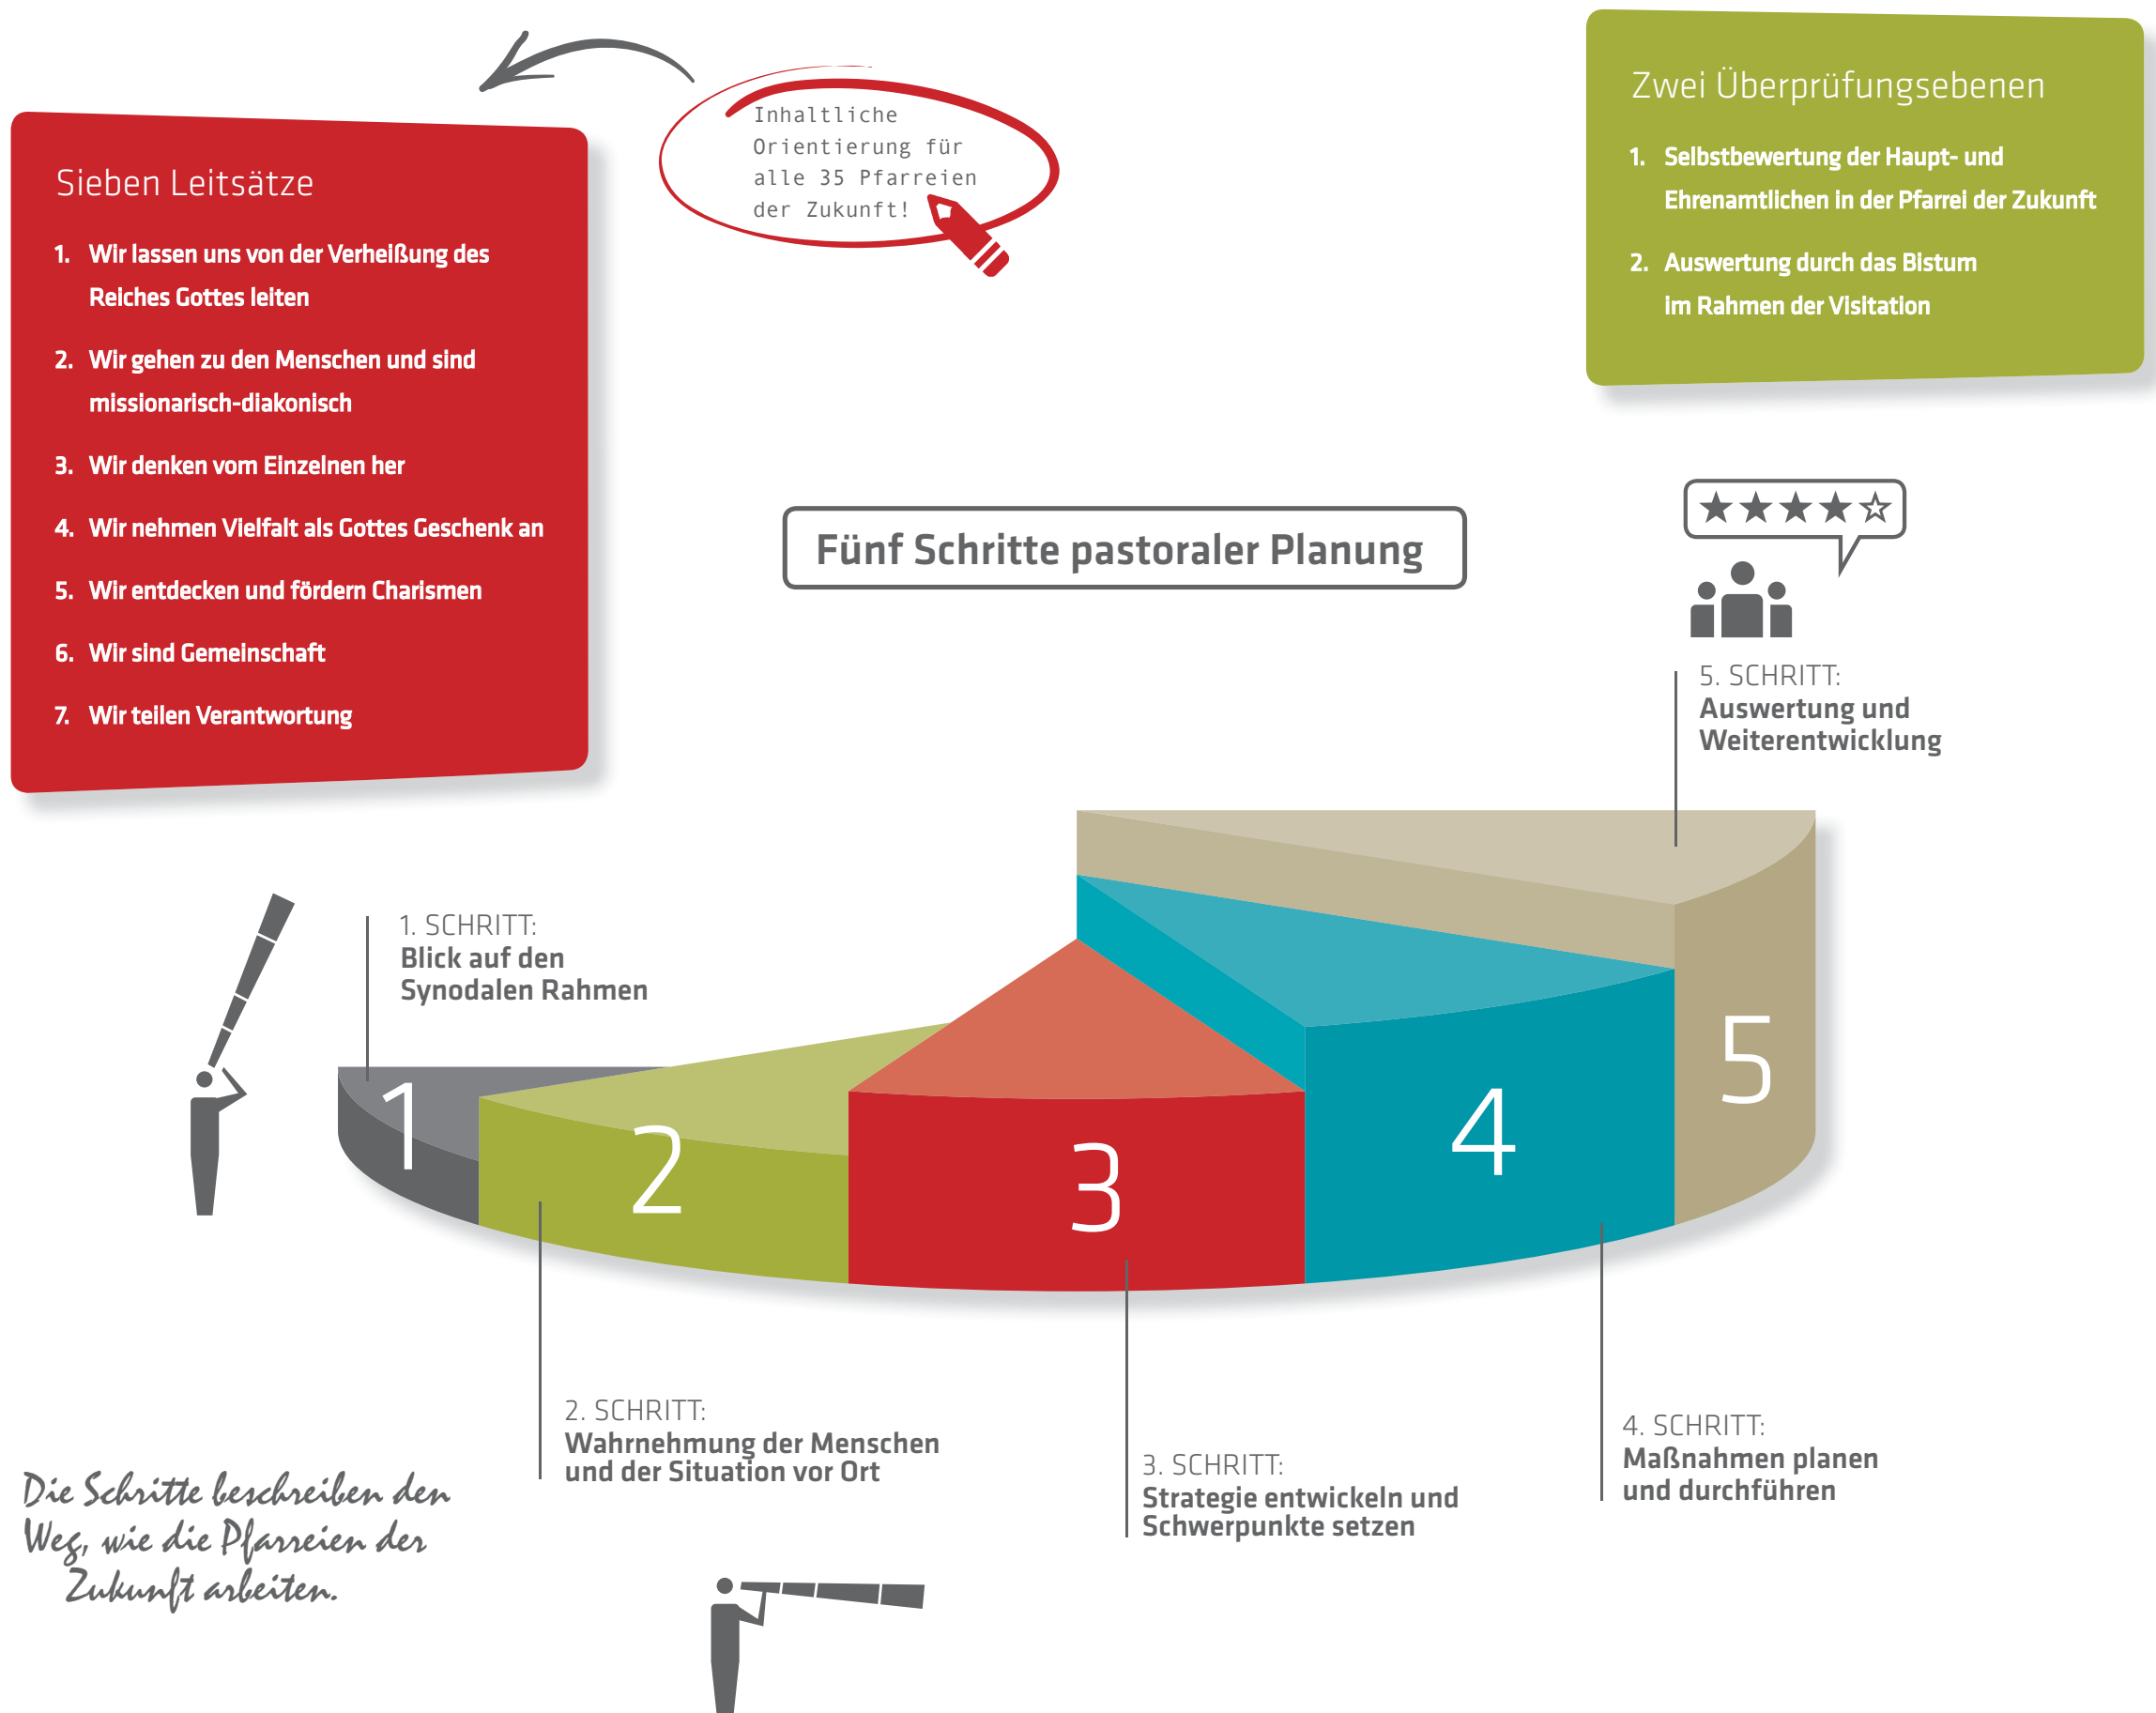 Inhaltliche
Orientierung für
alle 35 Pfarreien
der Zukunft!
Sieben Leitsätze
1. Wir lassen uns von der Verheißung des
Reiches Gottes leiten
2. Wir gehen zu den Menschen und sind
missionarisch-diakonisch
3. Wir denken vom Einzelnen her
4. Wir nehmen Vielfalt als Gottes Geschenk an
5. Wir entdecken und fördern Charismen
6. Wir sind Gemeinschaft
7. Wir teilen Verantwortung
Zwei Überprüfungsebenen
1. Selbstbewertung der Haupt- und
Ehrenamtlichen in der Pfarrei der Zukunft
2. Auswertung durch das Bistum
im Rahmen der Visitation
Fünf Schritte pastoraler Planung
5. SCHRITT:
Auswertung und
Weiterentwicklung
1. SCHRITT:
Blick auf den
Synodalen Rahmen
1
2
3
4
5
2. SCHRITT:
Wahrnehmung der Menschen
und der Situation vor Ort
3. SCHRITT:
Strategie entwickeln und
Schwerpunkte setzen
4. SCHRITT:
Maßnahmen planen
und durchführen
Die Schritte beschreiben den
Weg, wie die Pfarreien der
Zukunft arbeiten.